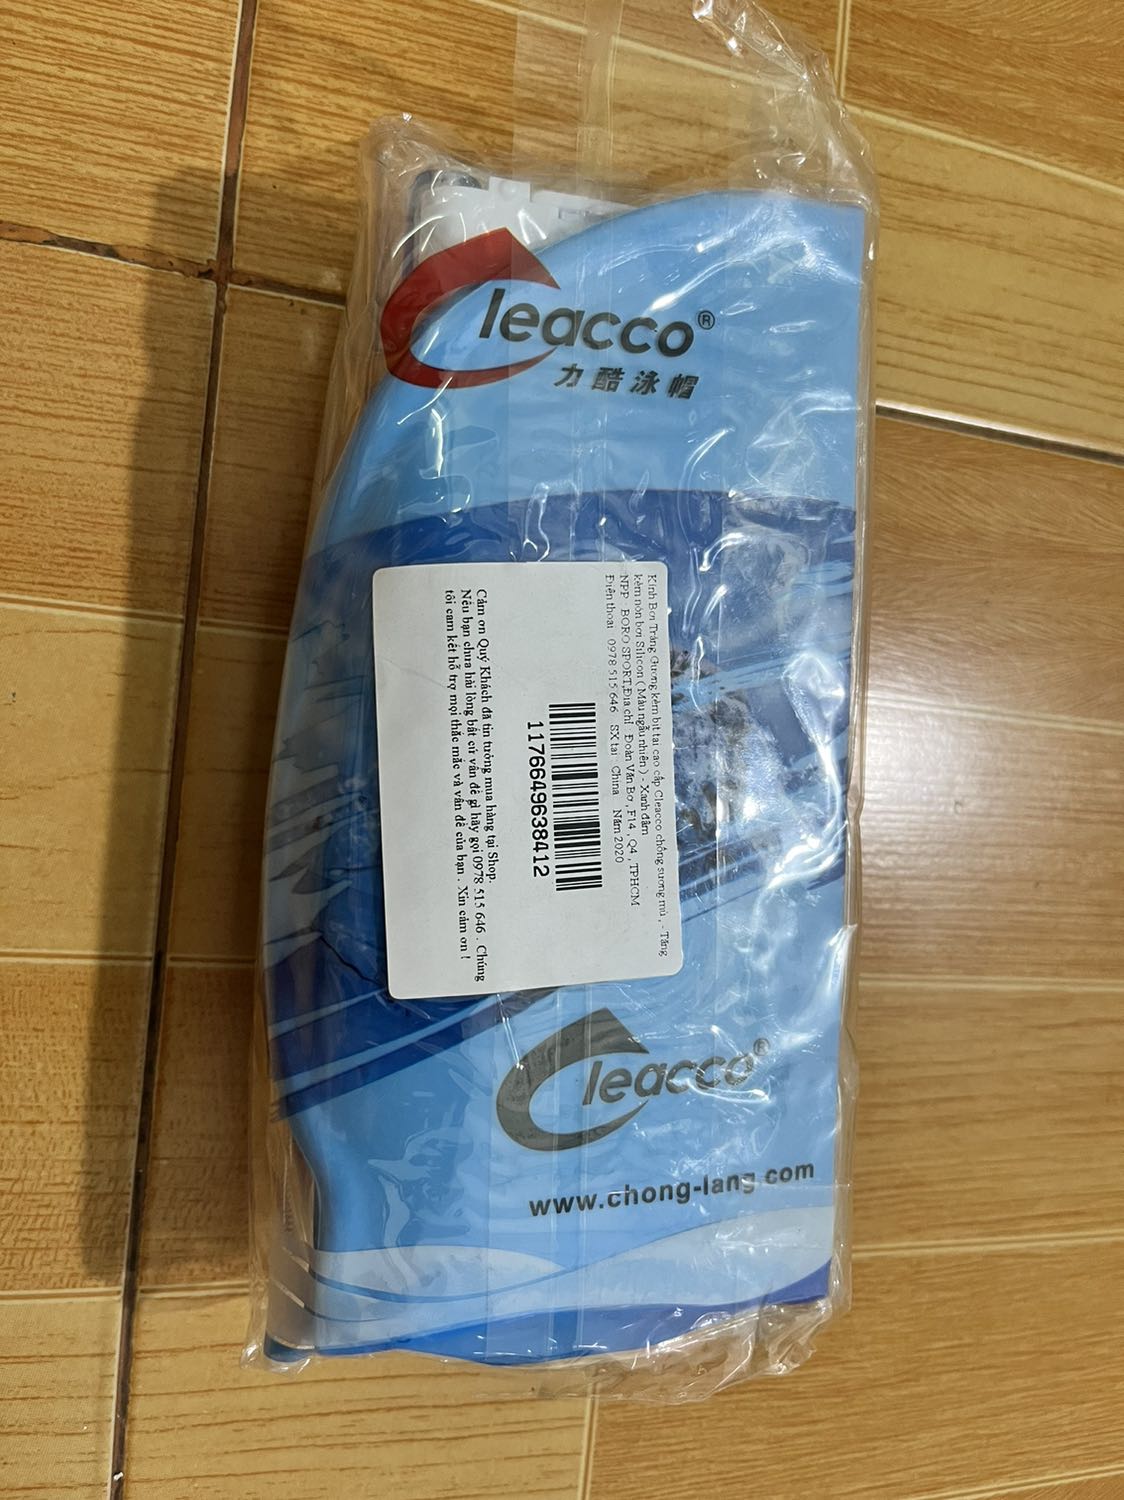 Cleacco®
力酷泳帽
Kính Bơi Tráng Gương kèm bịt tai cao cấp Cleacco chống sương mù , - Tặng
kèm nón bơi Silicon ( Màu ngẫu nhiên ) - Xanh đậm
NPP BORO SPORT,Địa chỉ Đoàn Văn Bơ , F14 , Q4 , TPHCM
Điện thoại 0978 515 646 SX tại China Năm 2020
1176649638412
Cảm ơn Quý Khách đã tin tưởng mua hàng tại Shop.
Nếu bạn chưa hài lòng bất cứ vấn đề gì hãy gọi 0978 515 646 . Chúng
tôi cam kết hỗ trợ mọi thắc mắc và vấn đề của bạn . Xin cảm ơn !
Cleacco®
www.chong-lang.com